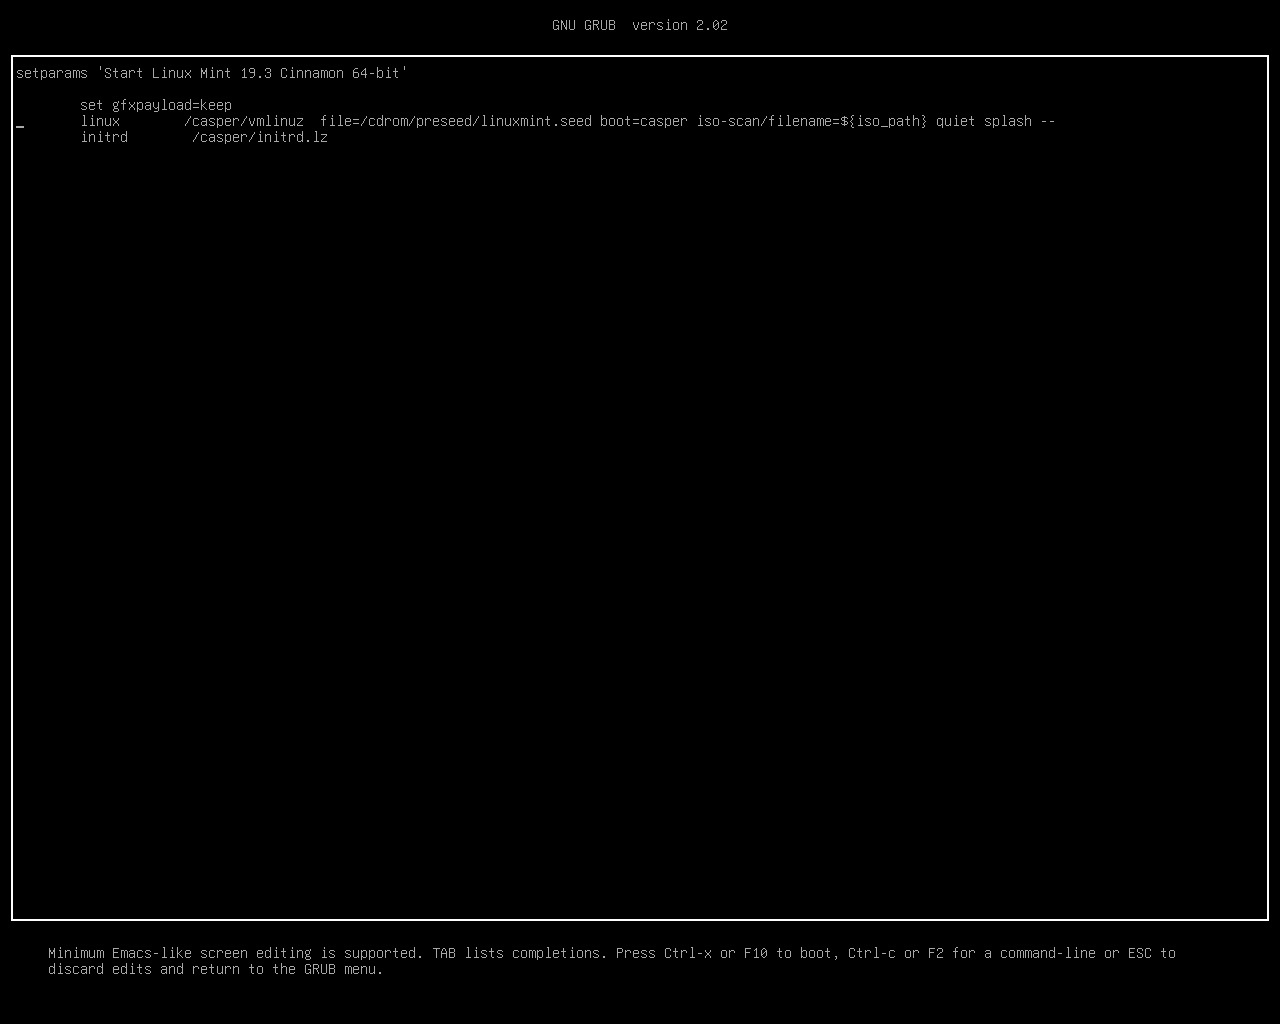 GNU GRUB  version 2.02
setparams 'Start Linux Mint 19.3 Cinnamon 64-bit'
set gfxpayload=keep
linux        /casper/vmlinuz  file=/cdrom/preseed/linuxmint.seed boot=casper iso-scan/filename=${iso_path} quiet splash --
initrd        /casper/initrd.lz
Minimum Emacs-like screen editing is supported. TAB lists completions. Press Ctrl-x or F10 to boot, Ctrl-c or F2 for a command-line or ESC to
discard edits and return to the GRUB menu.